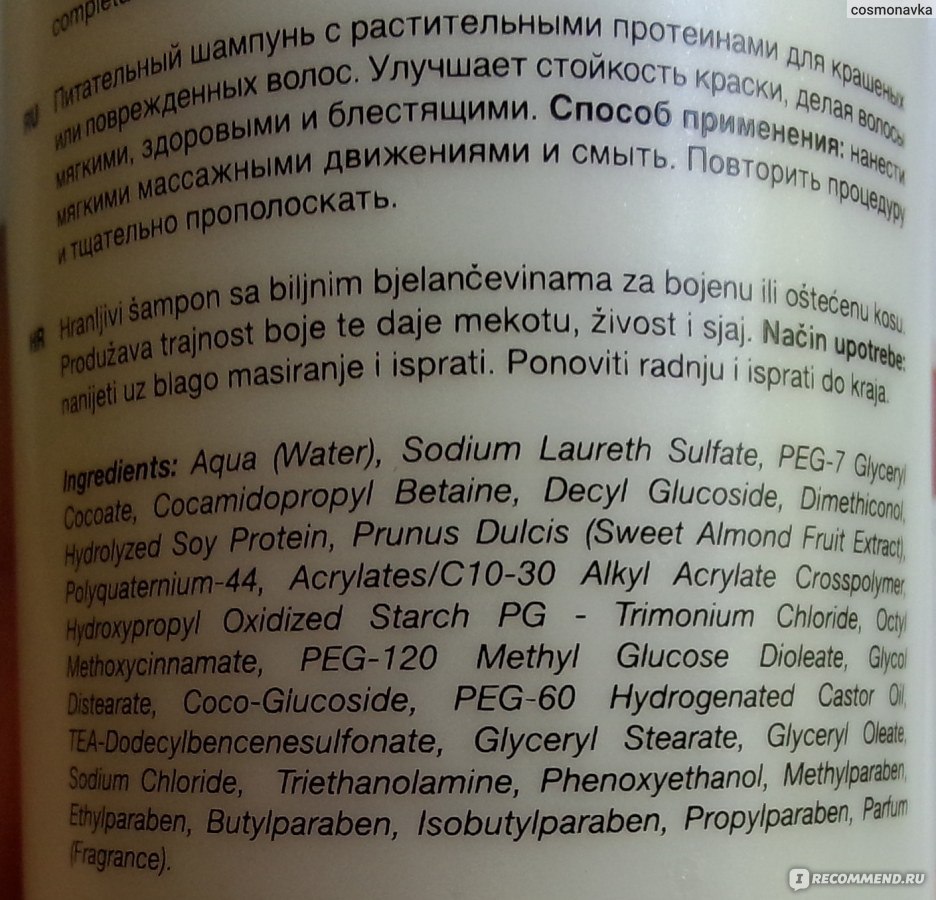 cosmonavka
RU Питательный шампунь с растительными протеинами для крашеных
или поврежденных волос. Улучшает стойкость краски, делая волосы
мягкими, здоровыми и блестящими. Способ применения: нанести
мягкими массажными движениями и смыть. Повторить процедуру
и тщательно прополоскать.
HR Hranljivi šampon sa biljnim bjelančevinama za bojenu ili oštećenu kosu.
Produžava trajnost boje te daje mekotu, živost i sjaj. Način upotrebe:
nanijeti uz blago masiranje i isprati. Ponoviti radnju i isprati do kraja.
Ingredients: Aqua (Water), Sodium Laureth Sulfate, PEG-7 Glyceryl
Cocoate, Cocamidopropyl Betaine, Decyl Glucoside, Dimethiconol,
Hydrolyzed Soy Protein, Prunus Dulcis (Sweet Almond Fruit Extract),
Polyquaternium-44, Acrylates/C10-30 Alkyl Acrylate Crosspolymer,
Hydroxypropyl Oxidized Starch PG - Trimonium Chloride, Octyl
Methoxycinnamate, PEG-120 Methyl Glucose Dioleate, Glycol
Distearate, Coco-Glucoside, PEG-60 Hydrogenated Castor Oil,
TEA-Dodecylbencenesulfonate, Glyceryl Stearate, Glyceryl Oleate,
Sodium Chloride, Triethanolamine, Phenoxyethanol, Methylparaben,
Ethylparaben, Butylparaben, Isobutylparaben, Propylparaben, Parfum
(Fragrance).
IRECOMMEND.RU